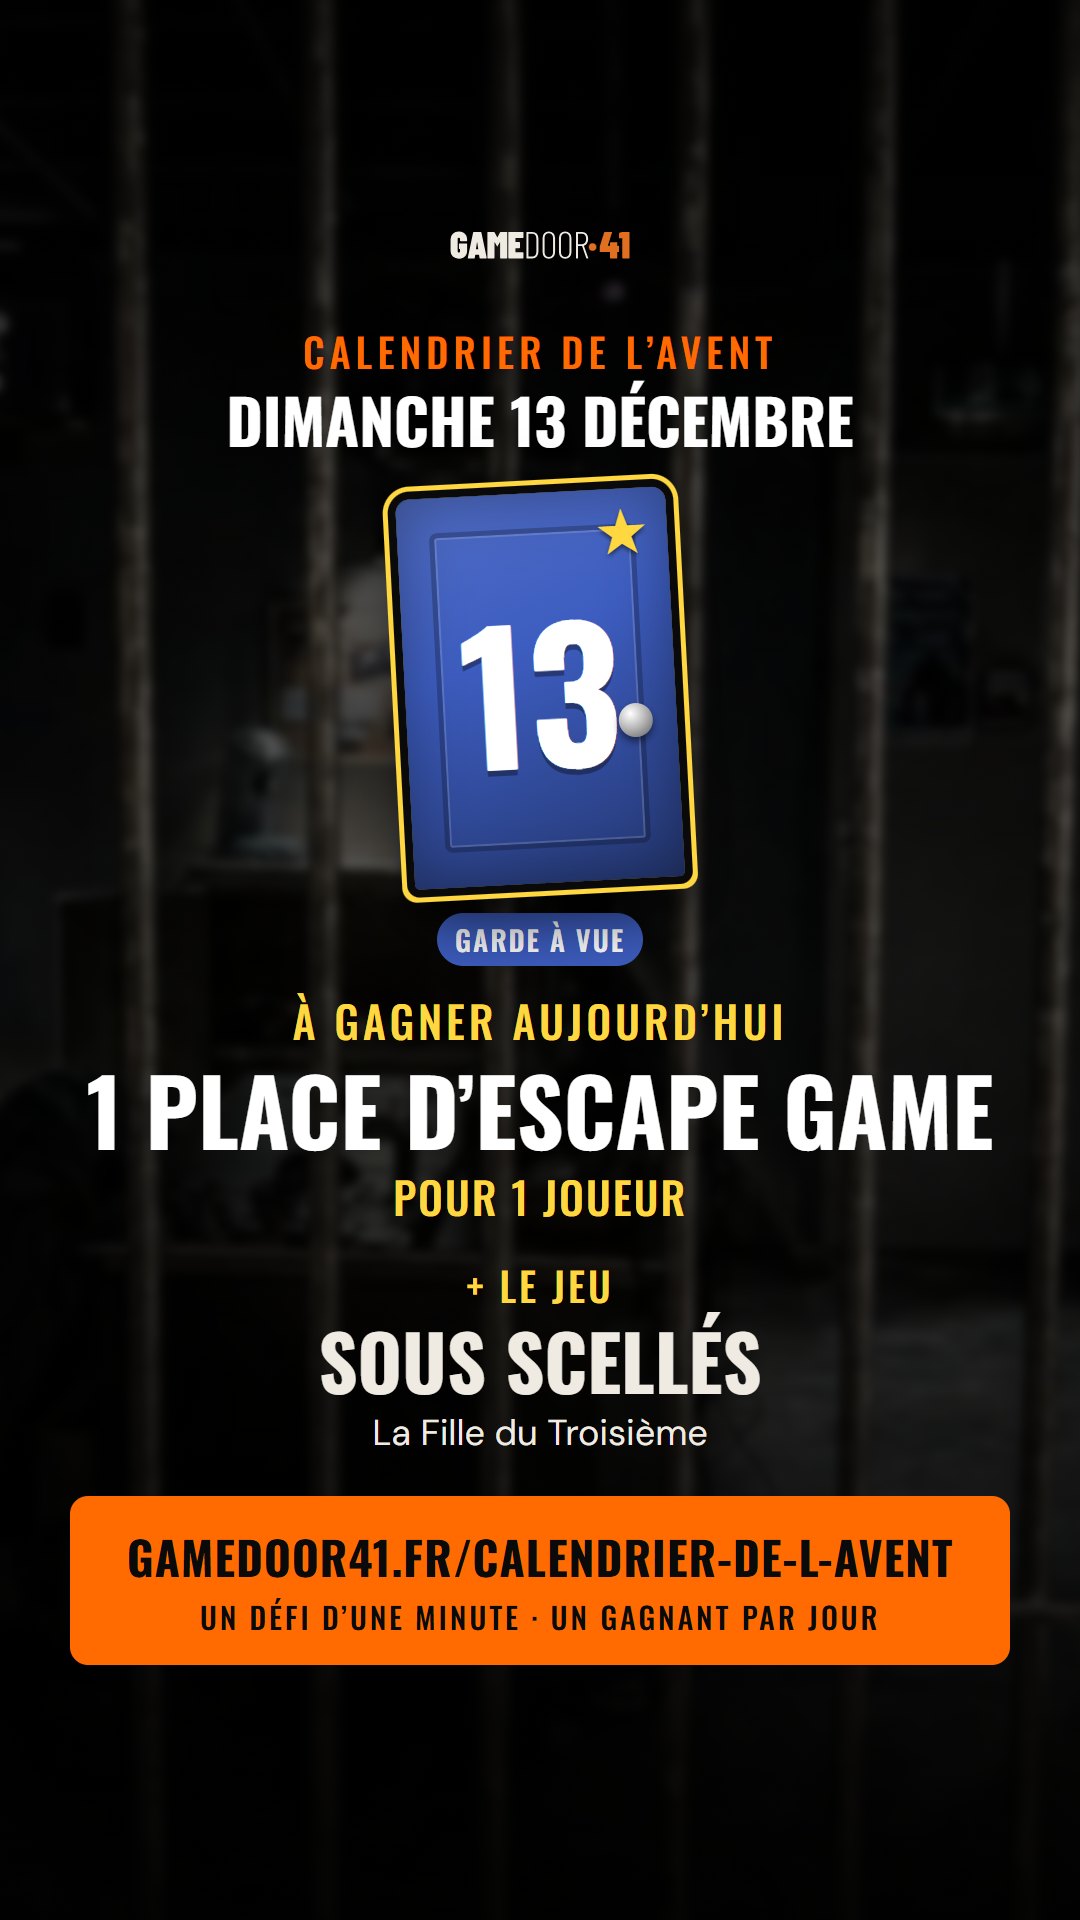 GAMEDOOR·41
CALENDRIER DE L’AVENT
DIMANCHE 13 DÉCEMBRE
13
GARDE À VUE
À GAGNER AUJOURD’HUI
1 PLACE D’ESCAPE GAME
POUR 1 JOUEUR
+ LE JEU
SOUS SCELLÉS
La Fille du Troisième
GAMEDOOR41.FR/CALENDRIER-DE-L-AVENT
UN DÉFI D’UNE MINUTE · UN GAGNANT PAR JOUR